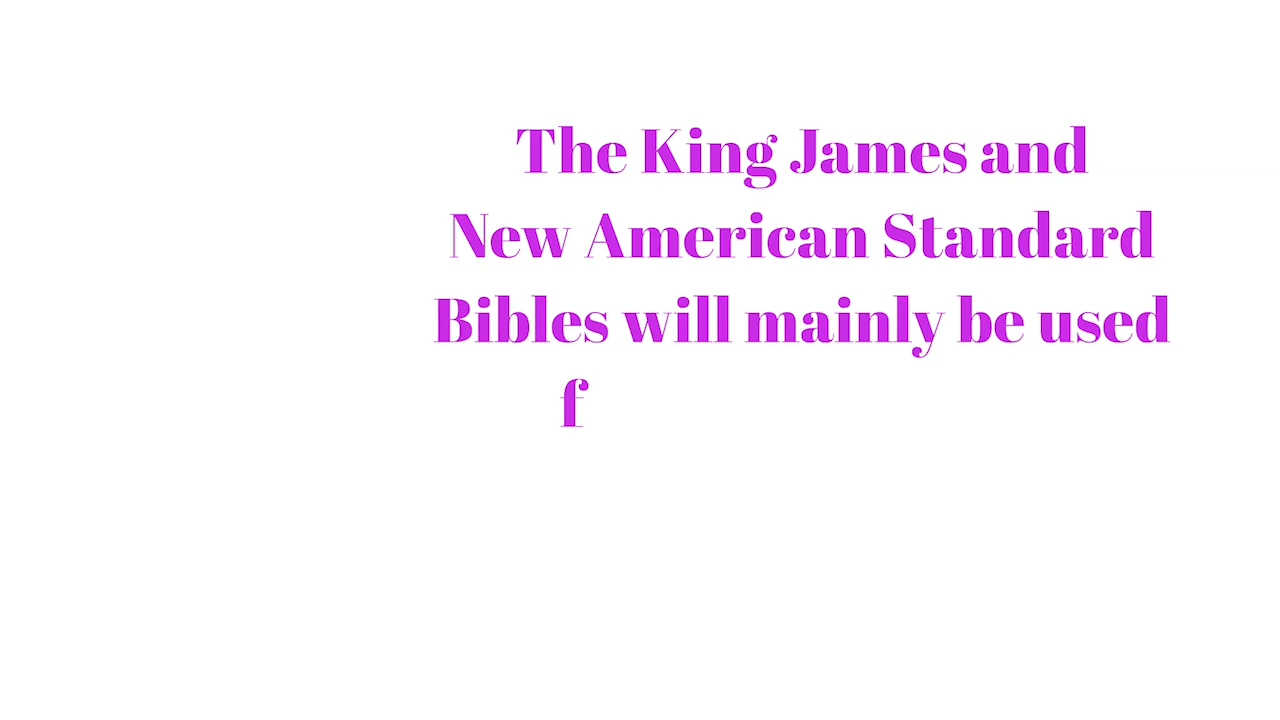 The King James and
New American Standard
Bibles will mainly be used
f